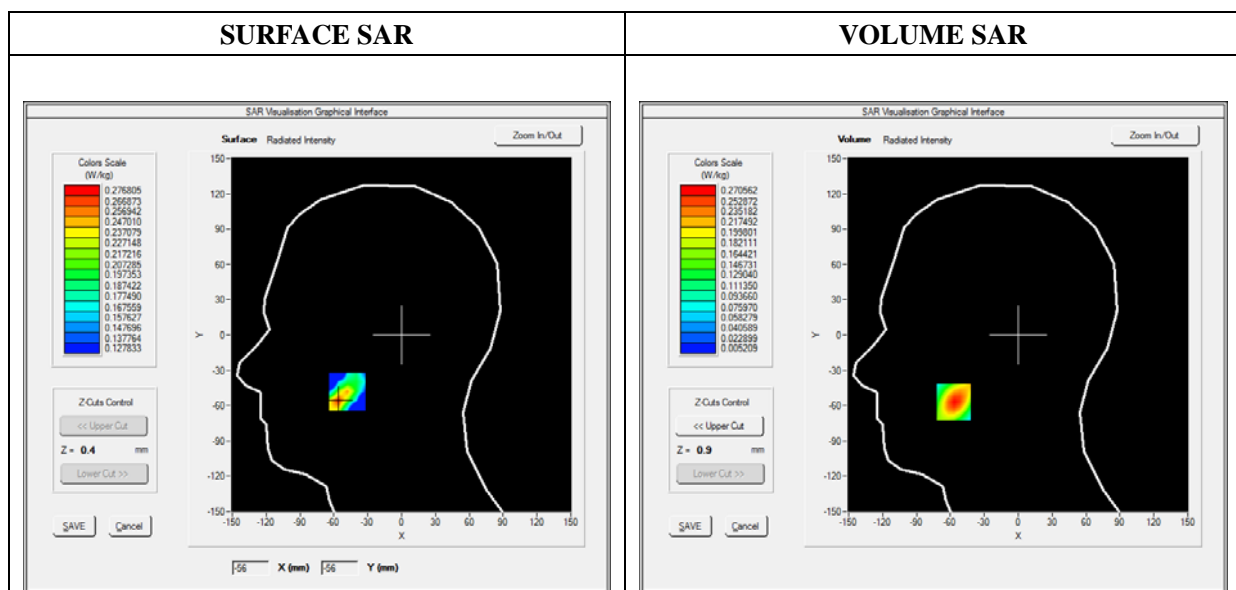 SURFACE SAR
VOLUME SAR
SAR Visualisation Graphical Interface
Surface Radiated Intensity
Zoom In/Out
Colors Scale
(W/kg)
0.276805
0.266873
0.256942
0.247010
0.237079
0.227148
0.217216
0.207285
0.197353
0.187422
0.177490
0.167559
0.157627
0.147696
0.137764
0.127833
Z-Cuts Control
<< Upper Cut
Z = 0.4 mm
Lower Cut >>
SAVE Cancel
150
120
90
60
30
0
-30
-60
-90
-120
-150
Y
-150 -120 -90 -60 -30 0 30 60 90 120 150
X
-56 X (mm) -56 Y (mm)
SAR Visualisation Graphical Interface
Volume Radiated Intensity
Zoom In/Out
Colors Scale
(W/kg)
0.270562
0.252872
0.235182
0.217492
0.199801
0.182111
0.164421
0.146731
0.129040
0.111350
0.093660
0.075970
0.058279
0.040589
0.022899
0.005209
Z-Cuts Control
<< Upper Cut
Z = 0.9 mm
Lower Cut >>
SAVE Cancel
150
120
90
60
30
0
-30
-60
-90
-120
-150
Y
-150 -120 -90 -60 -30 0 30 60 90 120 150
X